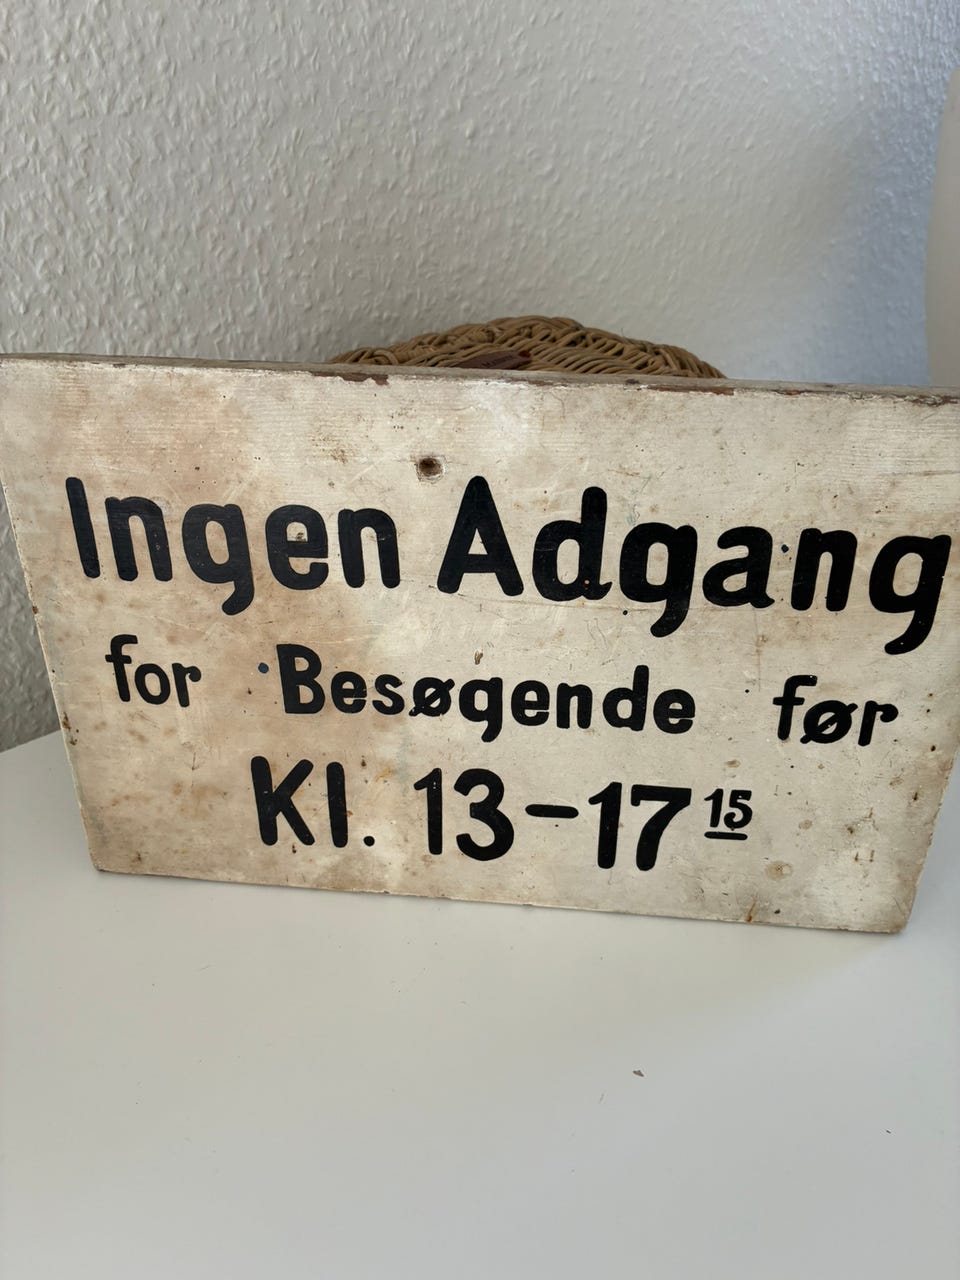 Ingen Adgang
for Besøgende før
Kl. 13-17 15